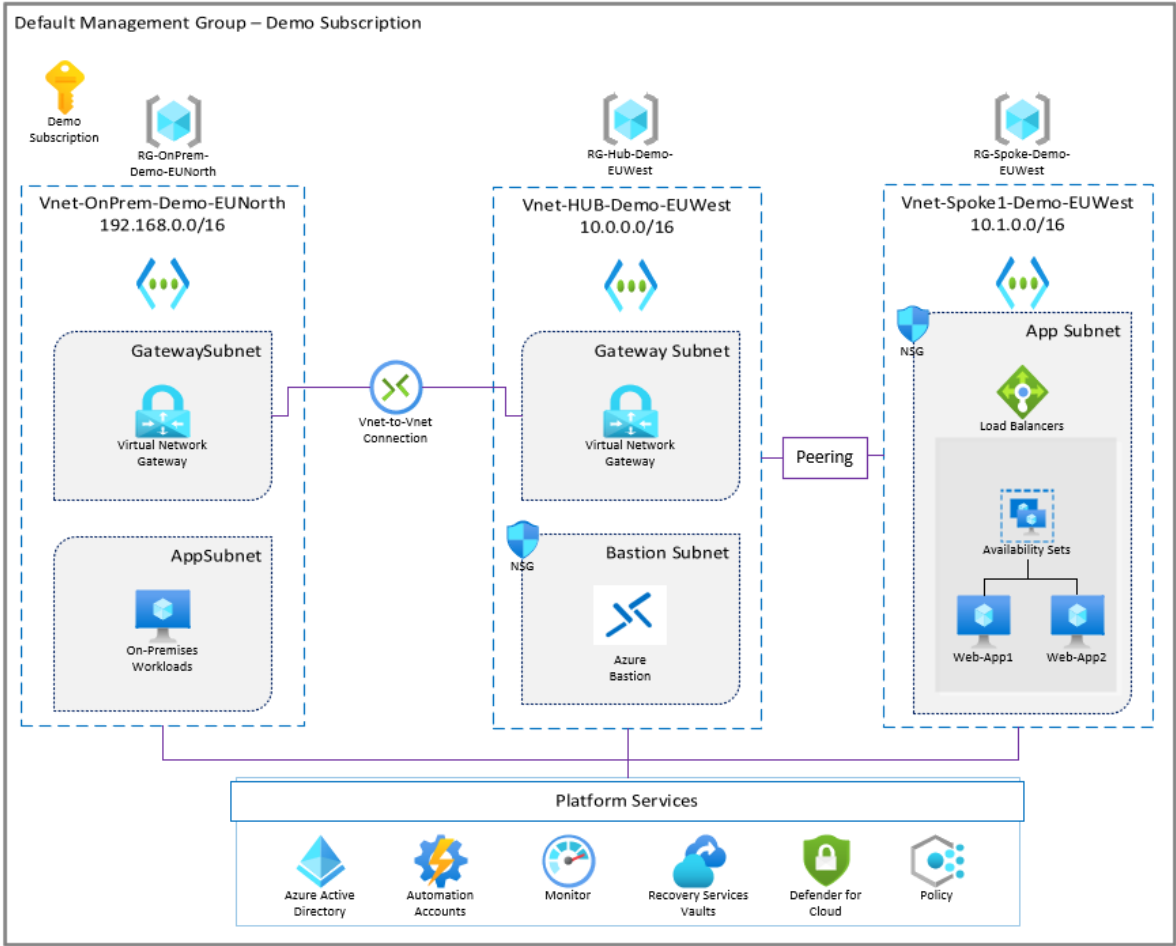 Default Management Group – Demo Subscription
Demo
Subscription
RG-OnPrem-
Demo-EUNorth
RG-Hub-Demo-
EUWest
RG-Spoke-Demo-
EUWest
Vnet-OnPrem-Demo-EUNorth
192.168.0.0/16
GatewaySubnet
Virtual Network
Gateway
AppSubnet
On-Premises
Workloads
Vnet-to-Vnet
Connection
Vnet-HUB-Demo-EUWest
10.0.0.0/16
Gateway Subnet
Virtual Network
Gateway
NSG
Bastion Subnet
Azure
Bastion
Peering
Vnet-Spoke1-Demo-EUWest
10.1.0.0/16
NSG
App Subnet
Load Balancers
Availability Sets
Web-App1
Web-App2
Platform Services
Azure Active
Directory
Automation
Accounts
Monitor
Recovery Services
Vaults
Defender for
Cloud
Policy